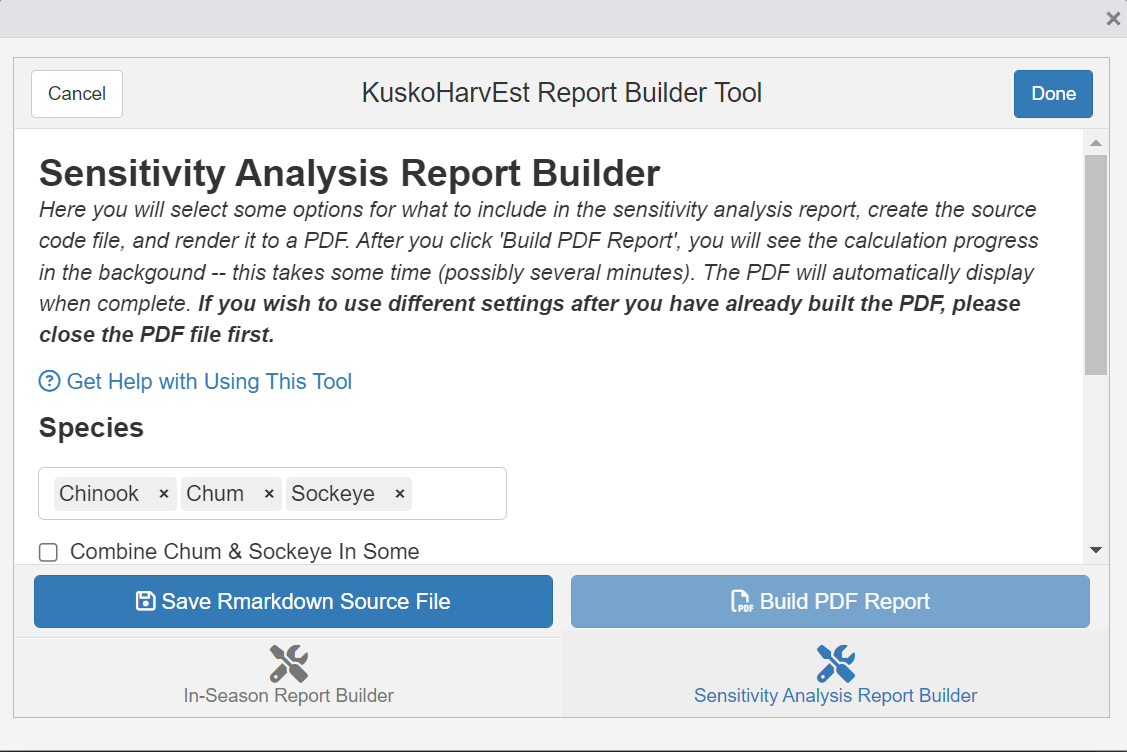 ×
Cancel
KuskoHarvEst Report Builder Tool
Done
Sensitivity Analysis Report Builder
Here you will select some options for what to include in the sensitivity analysis report, create the source
code file, and render it to a PDF. After you click 'Build PDF Report', you will see the calculation progress
in the backgound -- this takes some time (possibly several minutes). The PDF will automatically display
when complete. If you wish to use different settings after you have already built the PDF, please
close the PDF file first.
? Get Help with Using This Tool
Species
Chinook × Chum × Sockeye ×
Combine Chum & Sockeye In Some
Save Rmarkdown Source File
PDF Build PDF Report
In-Season Report Builder
Sensitivity Analysis Report Builder